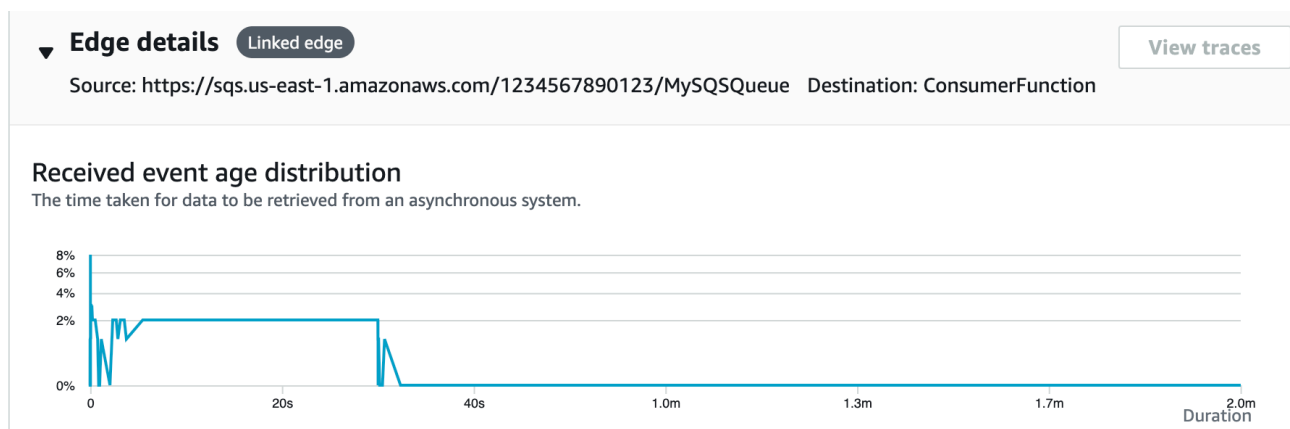 Edge details Linked edge View traces
Source: https://sqs.us-east-1.amazonaws.com/1234567890123/MySQSQueue Destination: ConsumerFunction
Received event age distribution
The time taken for data to be retrieved from an asynchronous system.
8%
6%
4%
2%
0%
0 20s 40s 1.0m 1.3m 1.7m 2.0m
Duration